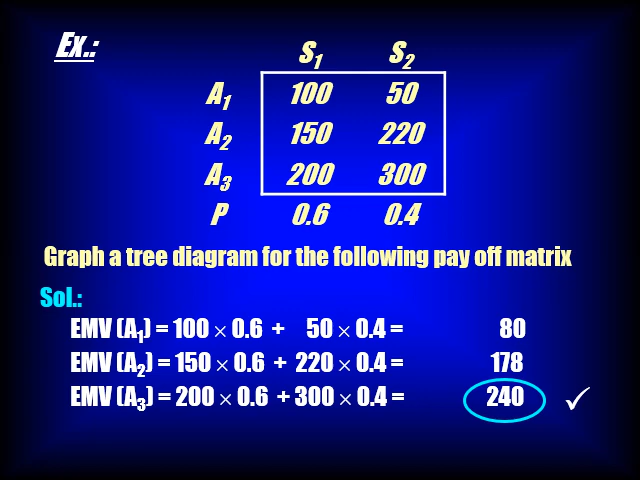 Ex.:
S1 S2
A1 100 50
A2 150 220
A3 200 300
P 0.6 0.4
Graph a tree diagram for the following pay off matrix
Sol.:
EMV (A1) = 100 × 0.6 + 50 × 0.4 = 80
EMV (A2) = 150 × 0.6 + 220 × 0.4 = 178
EMV (A3) = 200 × 0.6 + 300 × 0.4 = 240 ✓